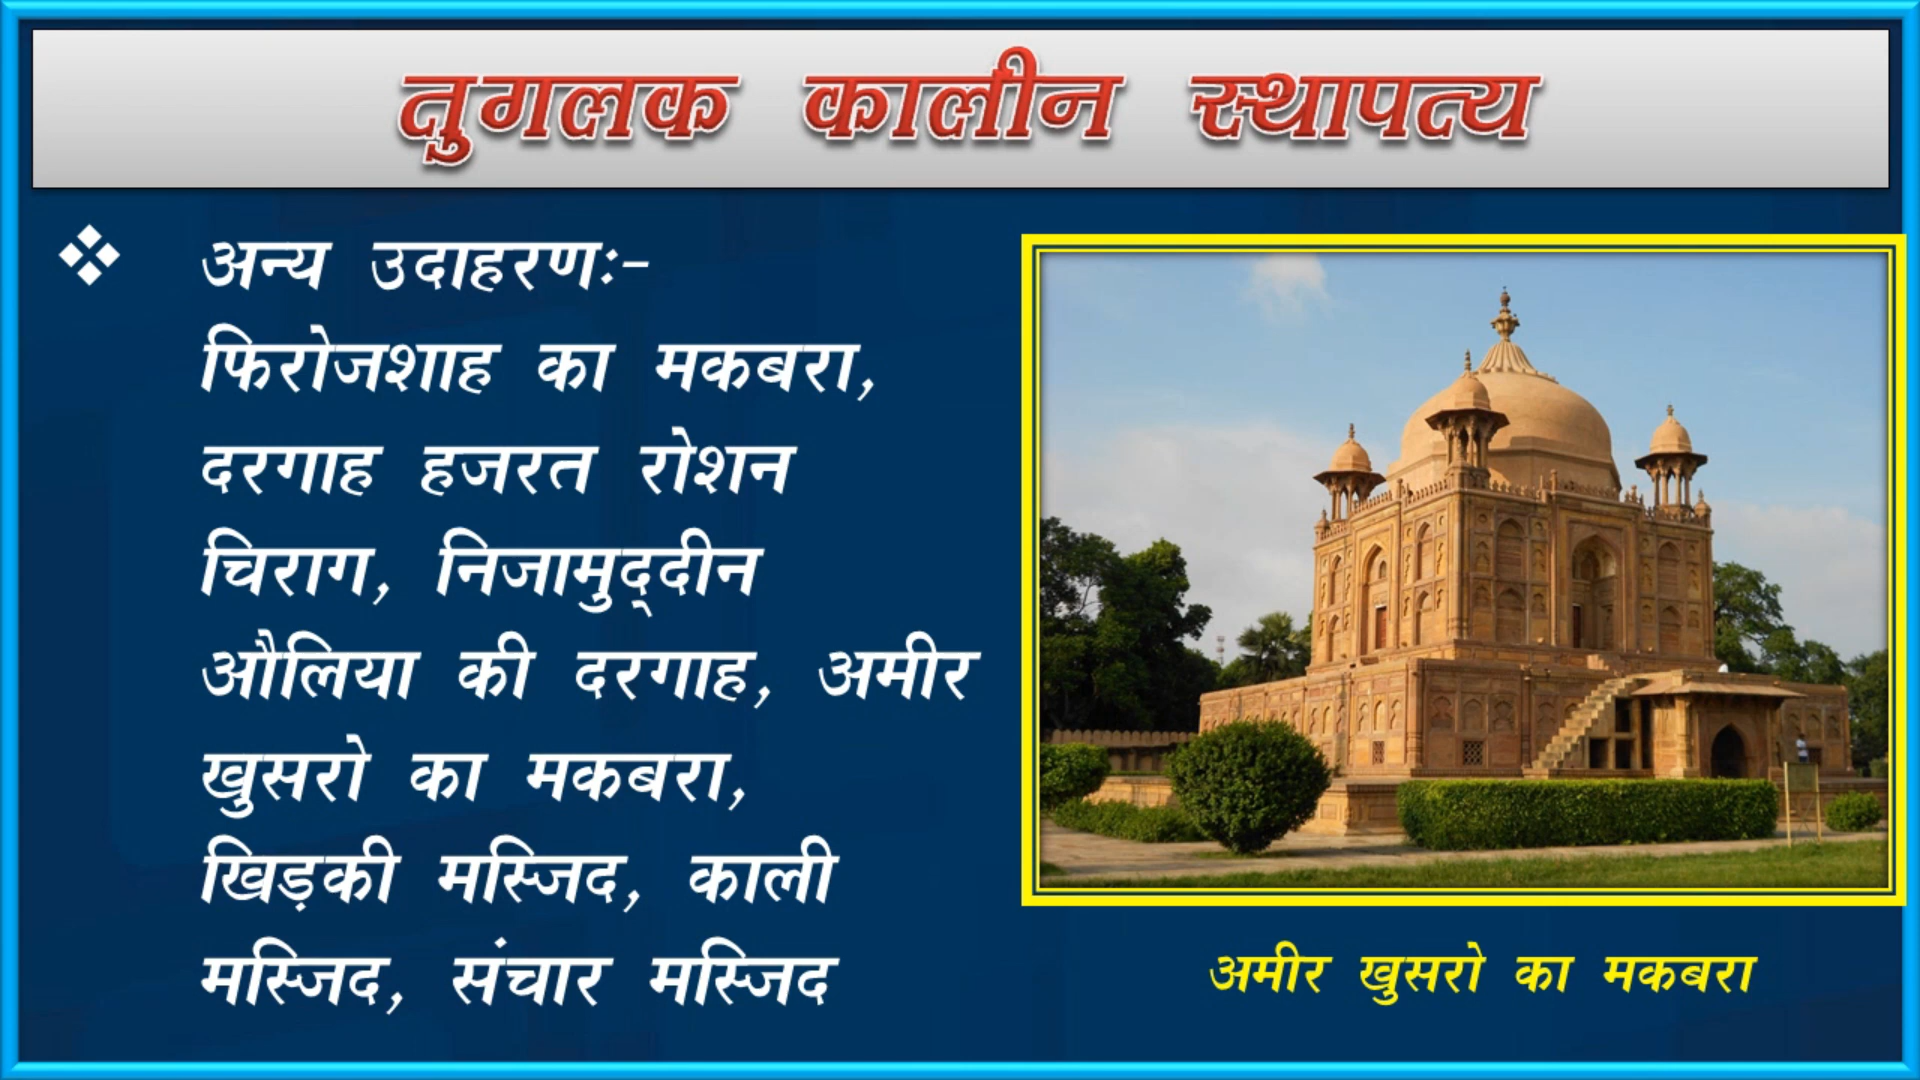 तुगलक कालीन स्थापत्य
अन्य उदाहरणः-
फिरोजशाह का मकबरा,
दरगाह हजरत रोशन
चिराग, निजामुद्‌दीन
औलिया की दरगाह, अमीर
खुसरो का मकबरा,
खिड़की मस्जिद, काली
मस्जिद, संचार मस्जिद
अमीर खुसरो का मकबरा